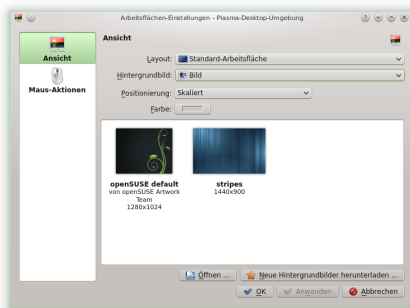 Arbeitsflächen-Einstellungen – Plasma-Desktop-Umgebung
Ansicht
Maus-Aktionen
Ansicht
Layout: Standard-Arbeitsfläche
Hintergrundbild: Bild
Positionierung: Skaliert
Farbe:
openSUSE default
von openSUSE Artwork
Team
1280x1024
stripes
1440x900
Öffnen ... Neue Hintergrundbilder herunterladen ...
OK Anwenden Abbrechen